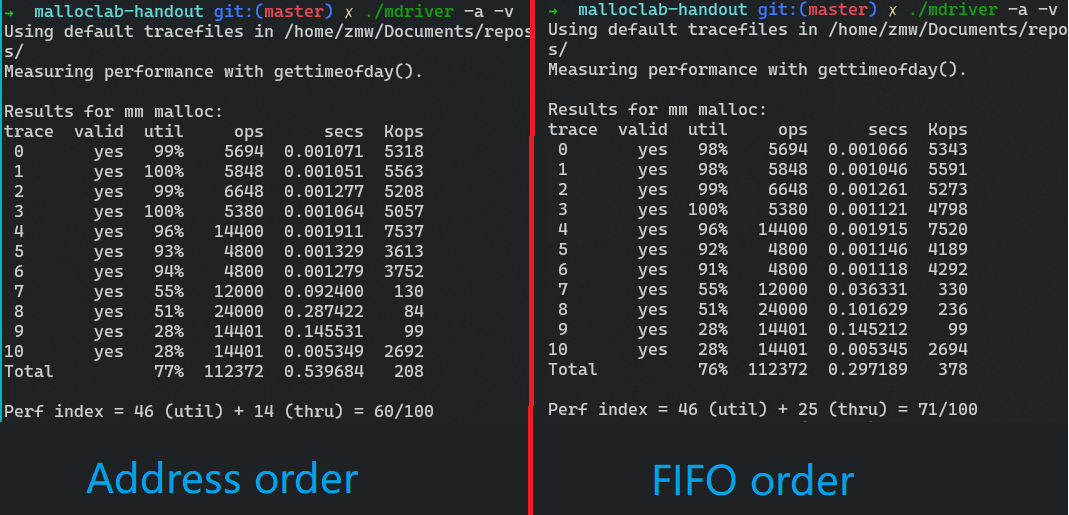 → malloclab-handout git:(master) ✗ ./mdriver -a -v
Using default tracefiles in /home/zmw/Documents/repos
s/
Measuring performance with gettimeofday().
Results for mm malloc:
trace valid util ops secs Kops
0 yes 99% 5694 0.001071 5318
1 yes 100% 5848 0.001051 5563
2 yes 99% 6648 0.001277 5208
3 yes 100% 5380 0.001064 5057
4 yes 96% 14400 0.001911 7537
5 yes 93% 4800 0.001329 3613
6 yes 94% 4800 0.001279 3752
7 yes 55% 12000 0.092400 130
8 yes 51% 24000 0.287422 84
9 yes 28% 14401 0.145531 99
10 yes 28% 14401 0.005349 2692
Total 77% 112372 0.539684 208
Perf index = 46 (util) + 14 (thru) = 60/100
Address order
→ malloclab-handout git:(master) ✗ ./mdriver -a -v
Using default tracefiles in /home/zmw/Documents/repo
s/
Measuring performance with gettimeofday().
Results for mm malloc:
trace valid util ops secs Kops
0 yes 98% 5694 0.001066 5343
1 yes 98% 5848 0.001046 5591
2 yes 99% 6648 0.001261 5273
3 yes 100% 5380 0.001121 4798
4 yes 96% 14400 0.001915 7520
5 yes 92% 4800 0.001146 4189
6 yes 91% 4800 0.001118 4292
7 yes 55% 12000 0.036331 330
8 yes 51% 24000 0.101629 236
9 yes 28% 14401 0.145212 99
10 yes 28% 14401 0.005345 2694
Total 76% 112372 0.297189 378
Perf index = 46 (util) + 25 (thru) = 71/100
FIFO order